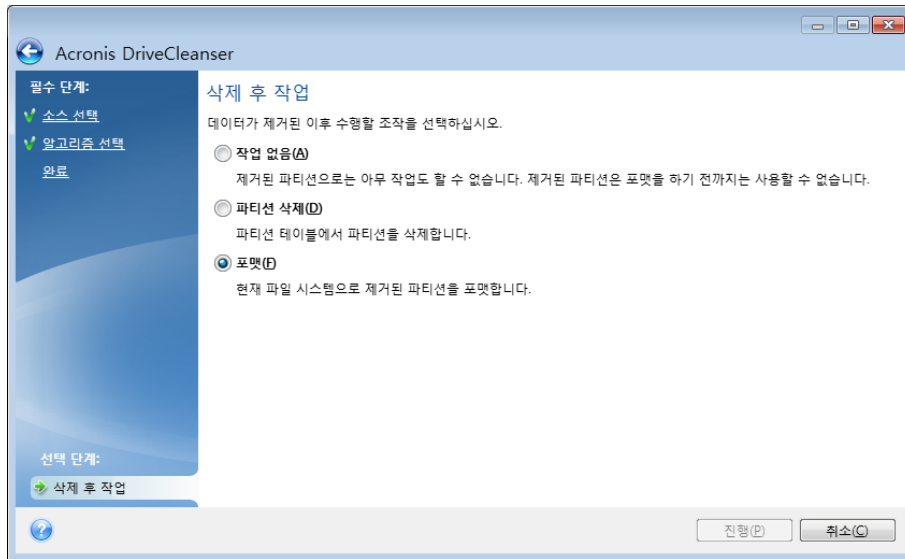 Acronis DriveCleanser
필수 단계:
소스 선택
알고리즘 선택
완료
선택 단계:
삭제 후 작업
삭제 후 작업
데이터가 제거된 이후 수행할 조작을 선택하십시오.
작업 없음(A)
제거된 파티션으로는 아무 작업도 할 수 없습니다. 제거된 파티션은 포맷을 하기 전까지는 사용할 수 없습니다.
파티션 삭제(D)
파티션 테이블에서 파티션을 삭제합니다.
포맷(F)
현재 파일 시스템으로 제거된 파티션을 포맷합니다.
진행(P)
취소(C)